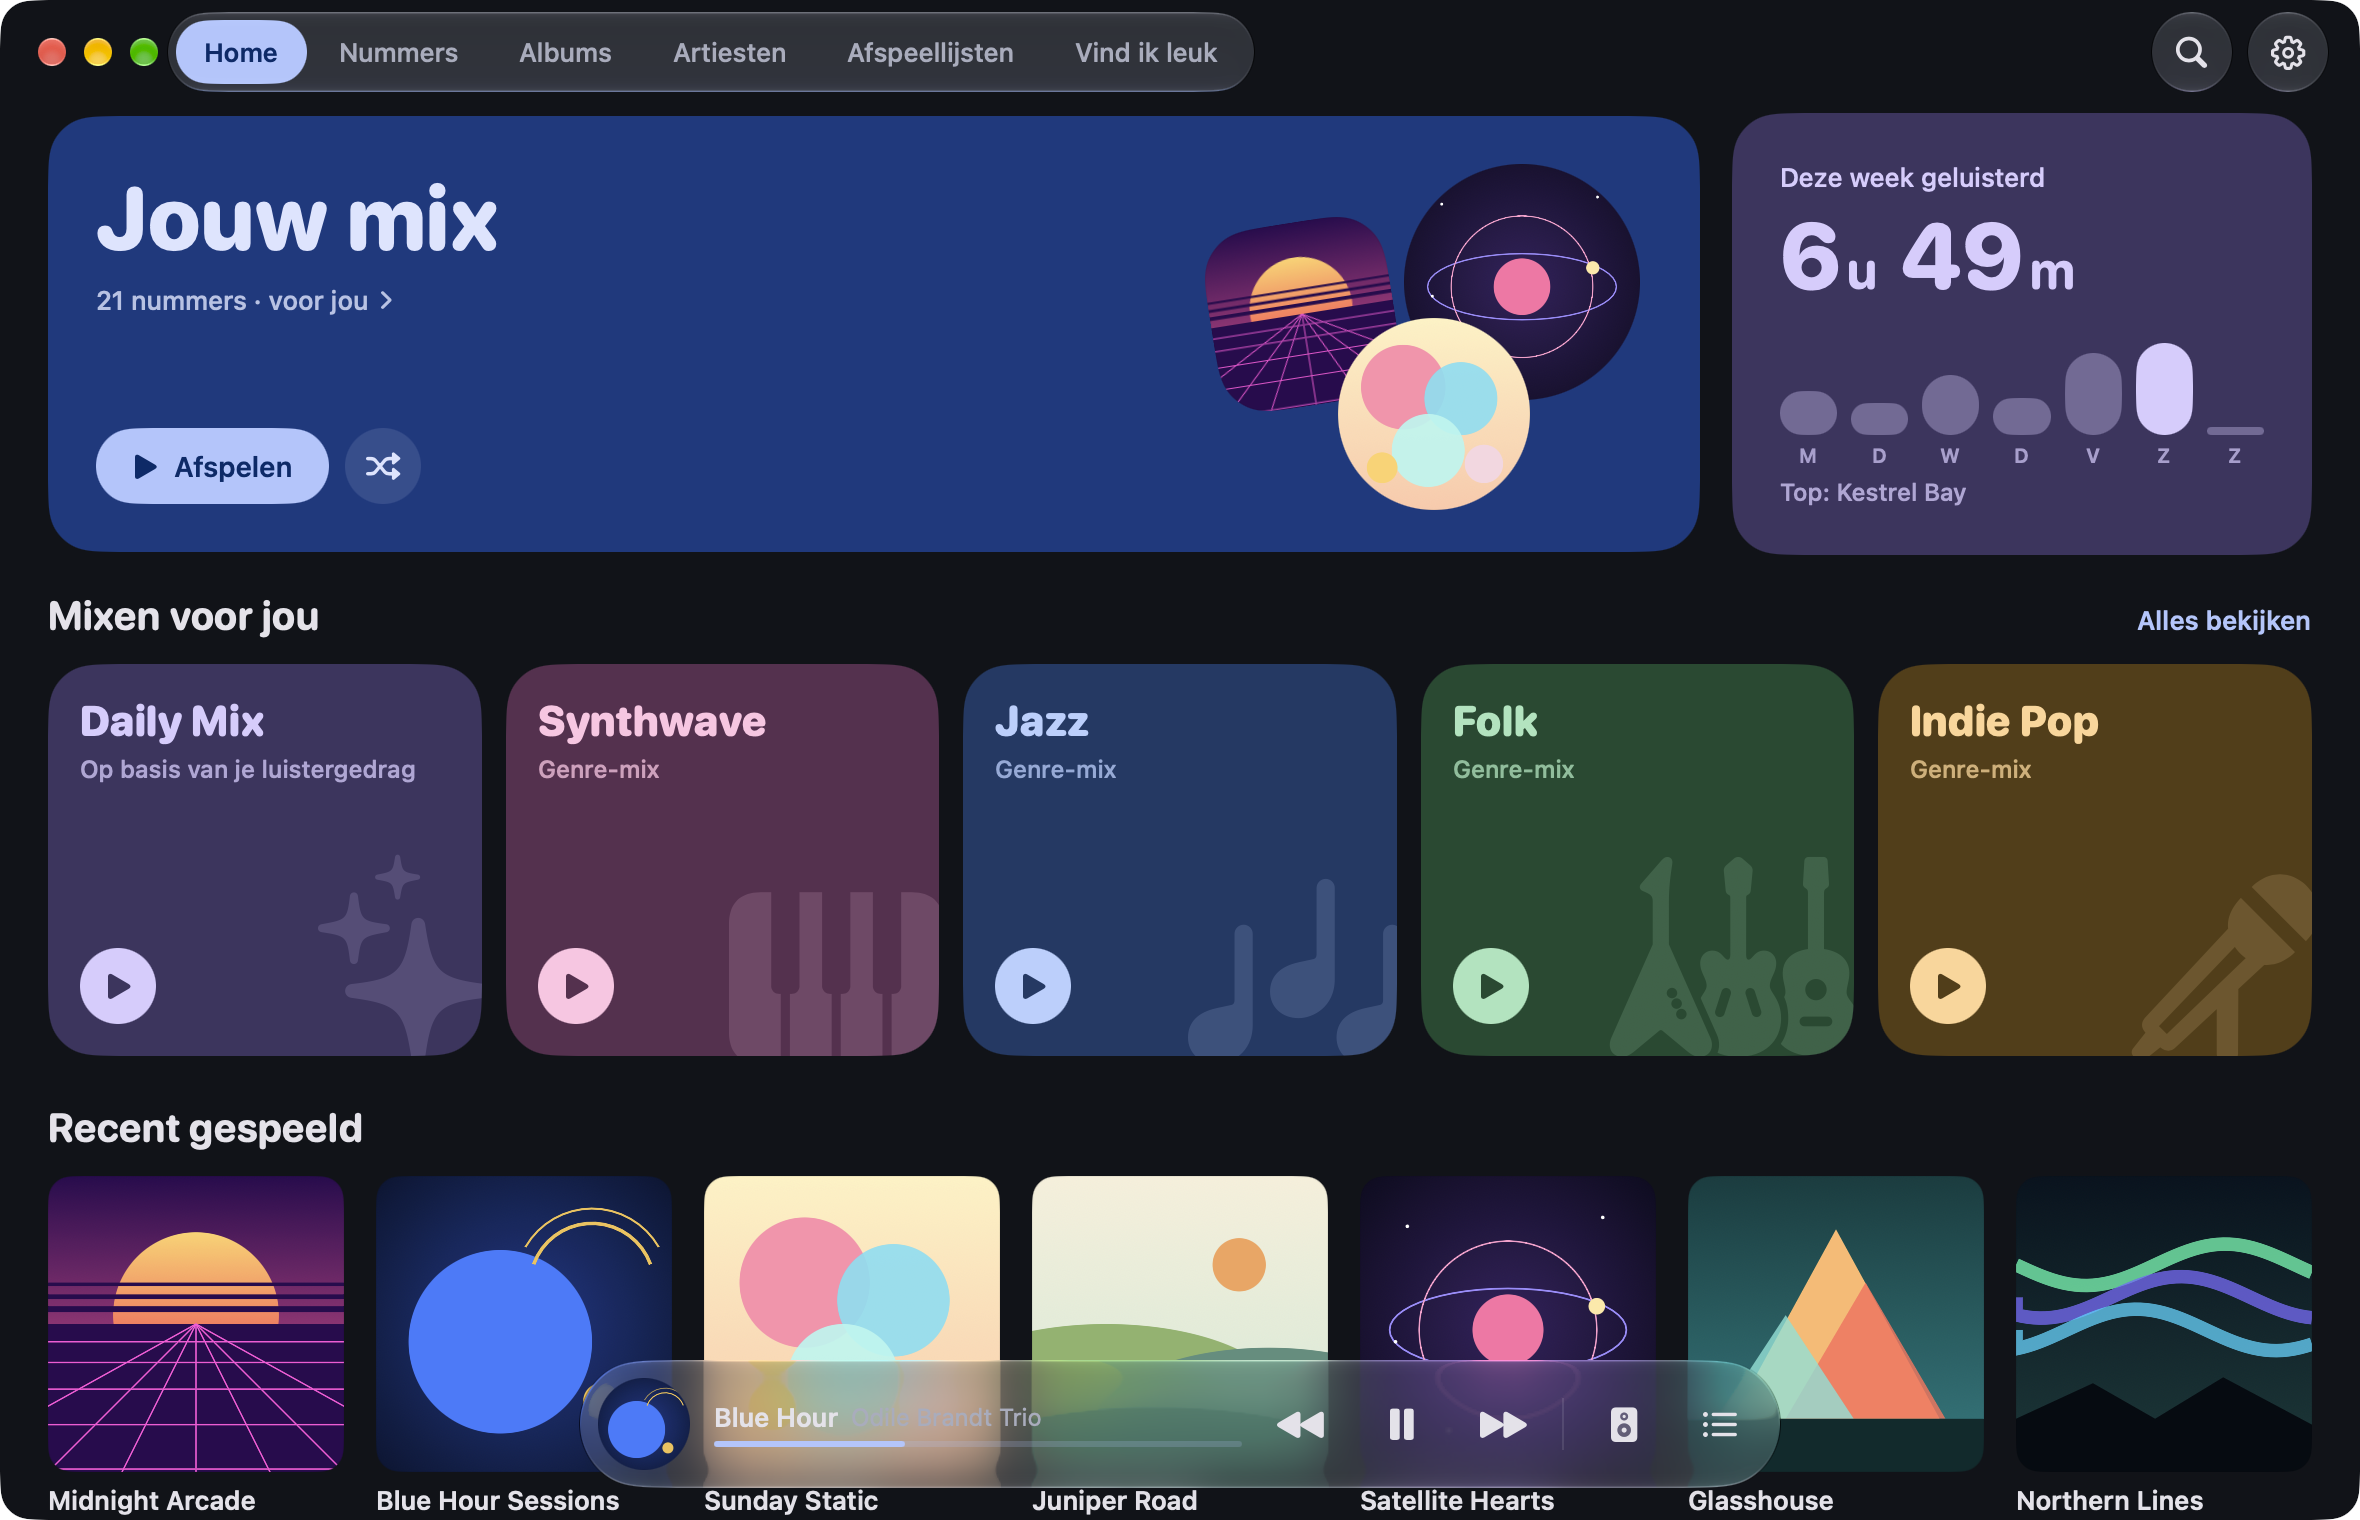 Home
Nummers
Albums
Artiesten
Afspeellijsten
Vind ik leuk
Jouw mix
21 nummers · voor jou
Afspelen
Deze week geluisterd
6u 49m
M D W D V Z Z
Top: Kestrel Bay
Mixen voor jou
Alles bekijken
Daily Mix
Op basis van je luistergedrag
Synthwave
Genre-mix
Jazz
Genre-mix
Folk
Genre-mix
Indie Pop
Genre-mix
Recent gespeeld
Blue Hour Odile Brandt Trio
Midnight Arcade
Blue Hour Sessions
Sunday Static
Juniper Road
Satellite Hearts
Glasshouse
Northern Lines